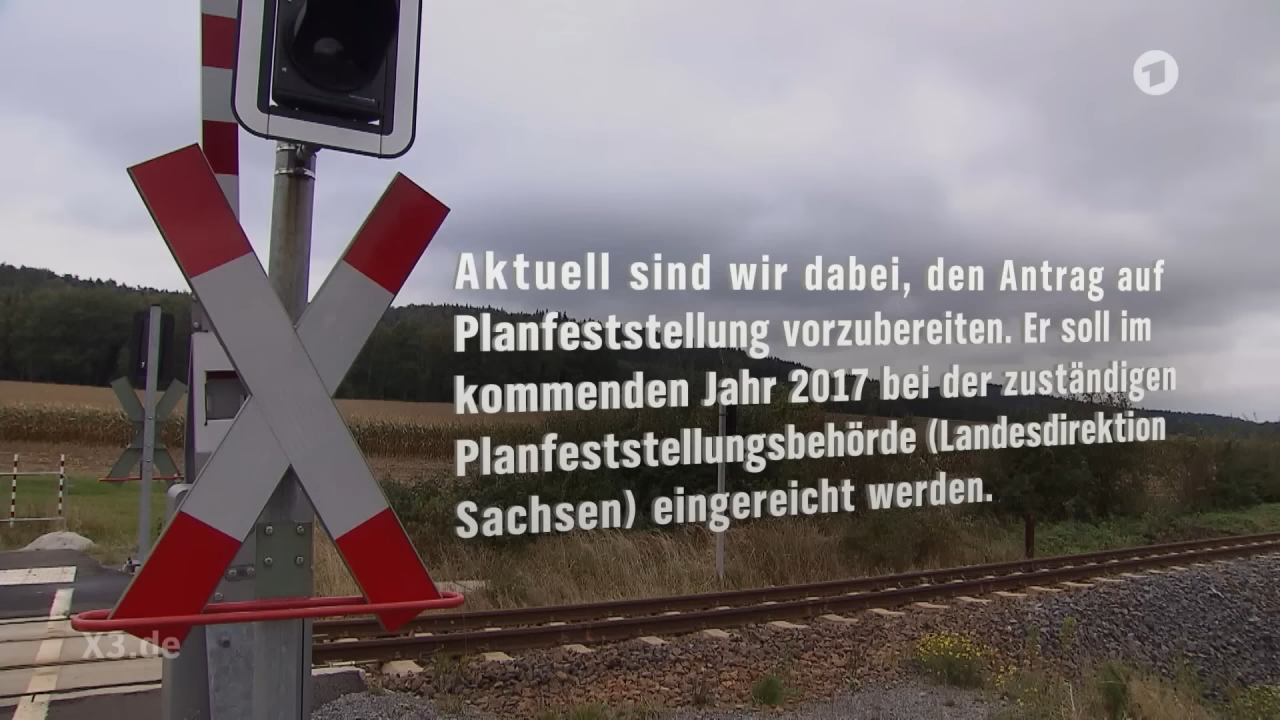 1
Aktuell sind wir dabei, den Antrag auf
Planfeststellung vorzubereiten. Er soll im
kommenden Jahr 2017 bei der zuständigen
Planfeststellungsbehörde (Landesdirektion
Sachsen) eingereicht werden.
X3.de